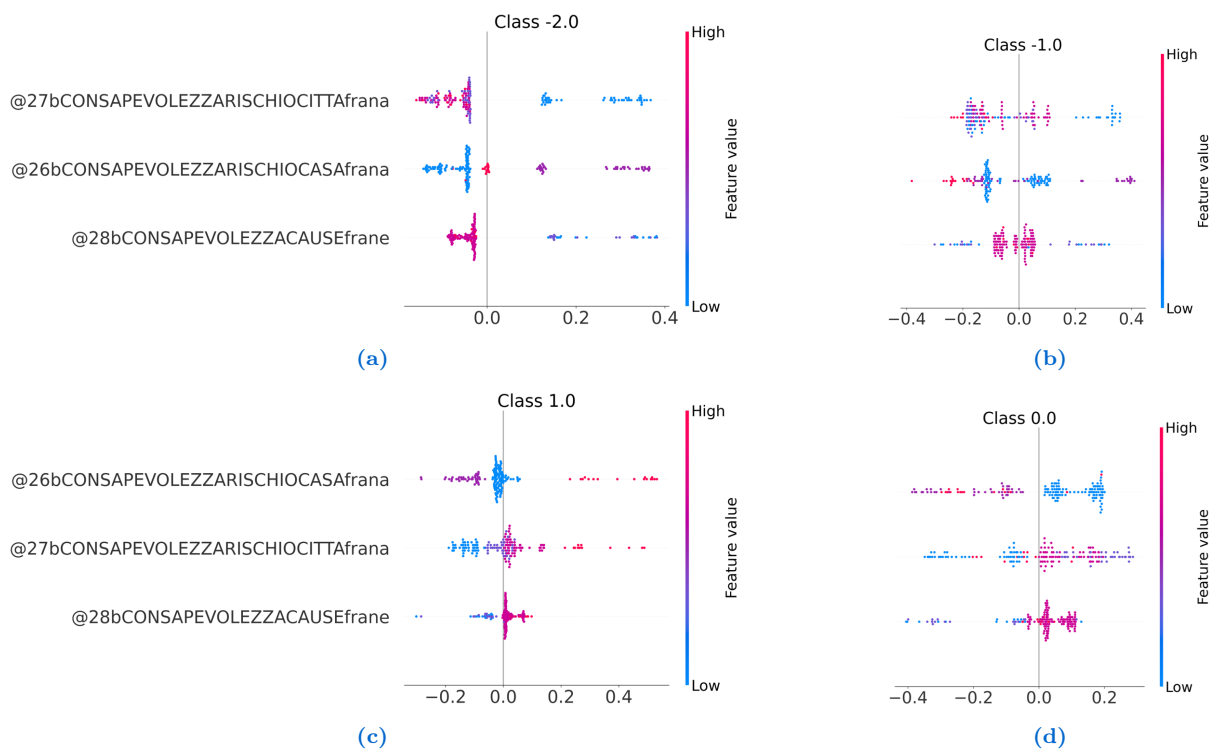 Class -2.0
High
@27bCONSAPEVOLEZZARISCHIOCITTAfrana
@26bCONSAPEVOLEZZARISCHIOCASAfrana
@28bCONSAPEVOLEZZACAUSEfrane
Feature value
Low
0.0 0.2 0.4
(a)
Class -1.0
High
Feature value
Low
−0.4 −0.2 0.0 0.2 0.4
(b)
Class 1.0
High
@26bCONSAPEVOLEZZARISCHIOCASAfrana
@27bCONSAPEVOLEZZARISCHIOCITTAfrana
@28bCONSAPEVOLEZZACAUSEfrane
Feature value
Low
−0.2 0.0 0.2 0.4
(c)
Class 0.0
High
Feature value
Low
−0.4 −0.2 0.0 0.2
(d)